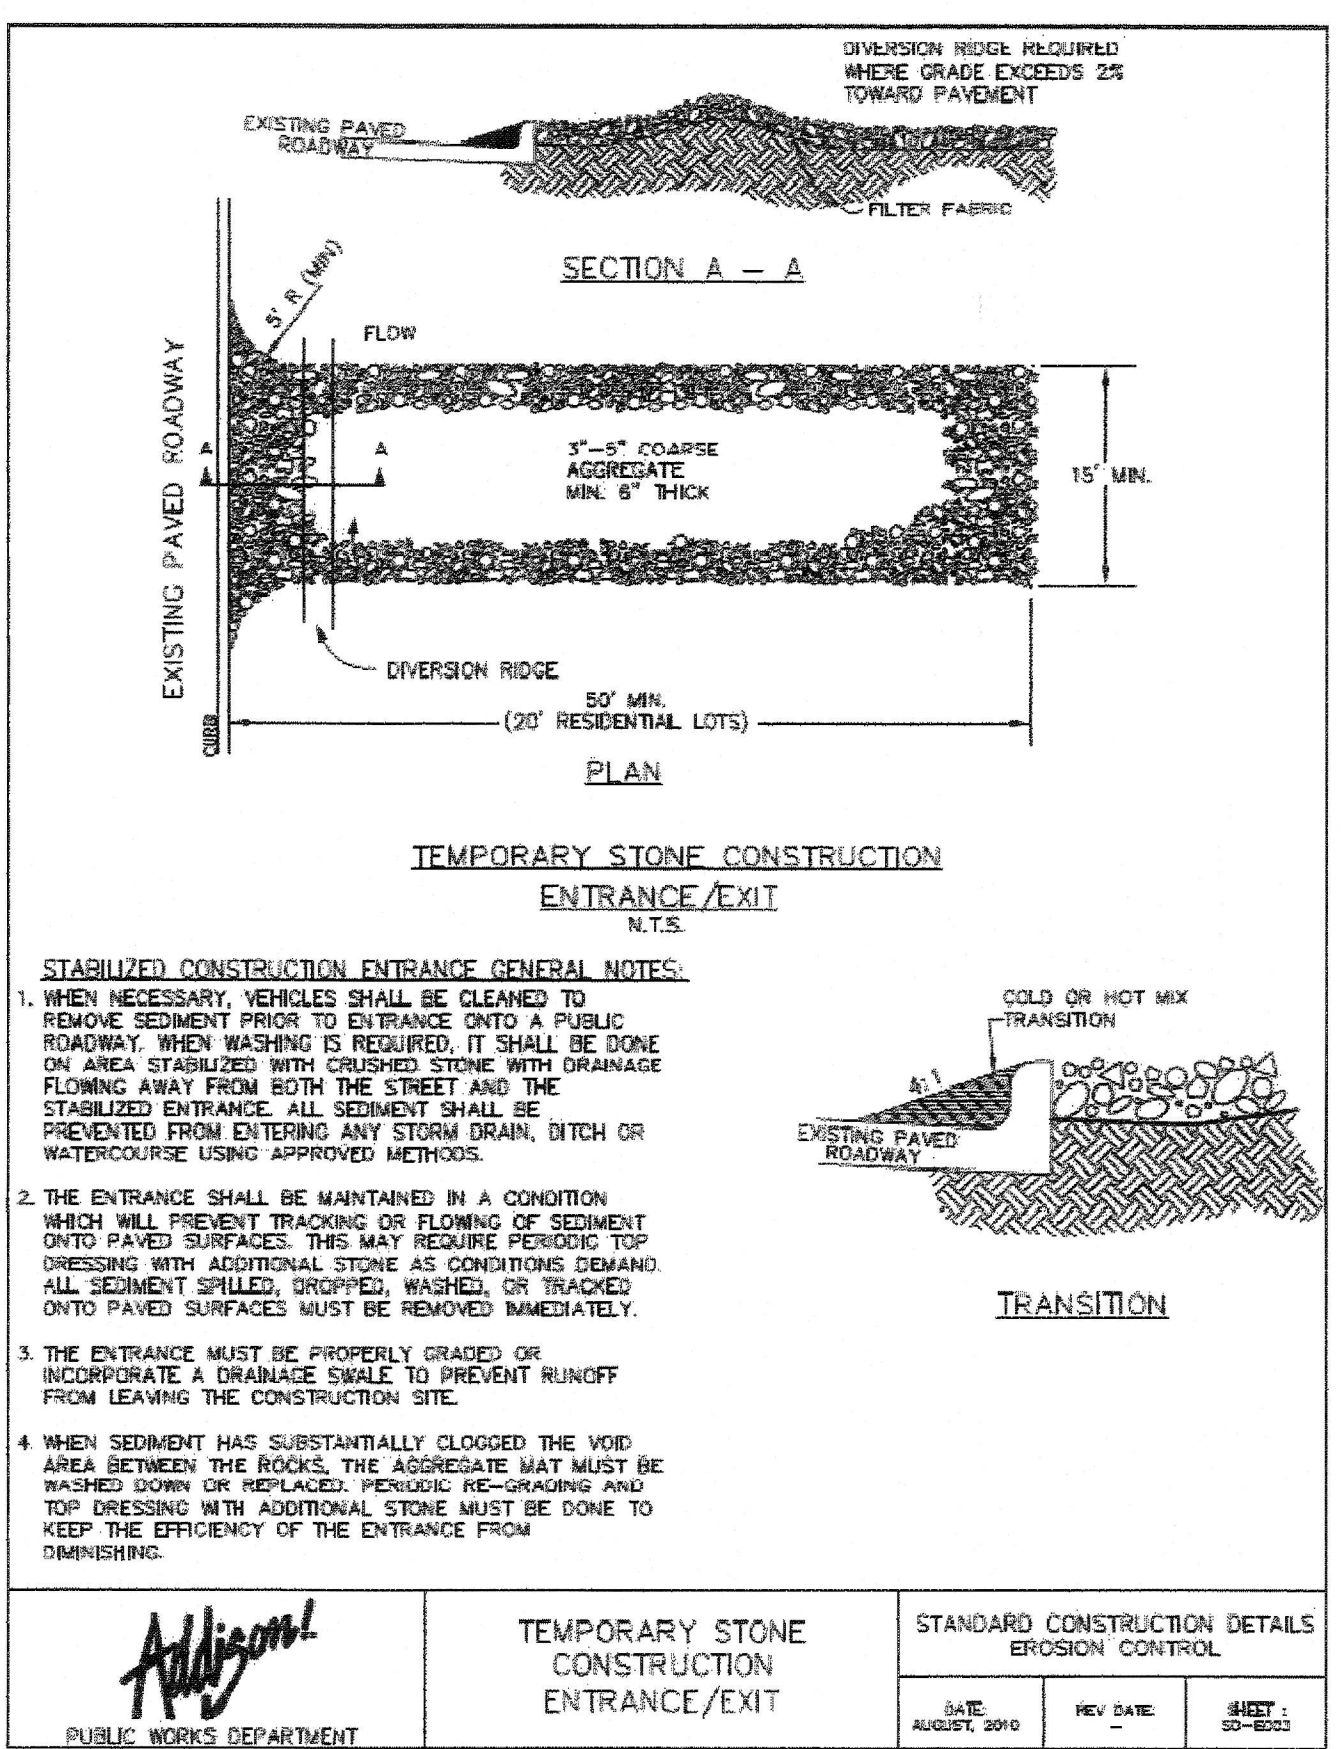 DIVERSION RIDGE REQUIRED
WHERE GRADE EXCEEDS 2%
TOWARD PAVEMENT
EXISTING PAVED
ROADWAY
FILTER FABRIC
SECTION A – A
5' R (MIN)
FLOW
EXISTING PAVED ROADWAY
A
A
3"–5" COARSE
AGGREGATE
MIN. 6" THICK
15' MIN.
DIVERSION RIDGE
50' MIN.
(20' RESIDENTIAL LOTS)
CURB
PLAN
TEMPORARY STONE CONSTRUCTION
ENTRANCE/EXIT
N.T.S.
STABILIZED CONSTRUCTION ENTRANCE GENERAL NOTES:
1. WHEN NECESSARY, VEHICLES SHALL BE CLEANED TO
REMOVE SEDIMENT PRIOR TO ENTRANCE ONTO A PUBLIC
ROADWAY. WHEN WASHING IS REQUIRED, IT SHALL BE DONE
ON AREA STABILIZED WITH CRUSHED STONE WITH DRAINAGE
FLOWING AWAY FROM BOTH THE STREET AND THE
STABILIZED ENTRANCE. ALL SEDIMENT SHALL BE
PREVENTED FROM ENTERING ANY STORM DRAIN, DITCH OR
WATERCOURSE USING APPROVED METHODS.
2. THE ENTRANCE SHALL BE MAINTAINED IN A CONDITION
WHICH WILL PREVENT TRACKING OR FLOWING OF SEDIMENT
ONTO PAVED SURFACES. THIS MAY REQUIRE PERIODIC TOP
DRESSING WITH ADDITIONAL STONE AS CONDITIONS DEMAND.
ALL SEDIMENT SPILLED, DROPPED, WASHED, OR TRACKED
ONTO PAVED SURFACES MUST BE REMOVED IMMEDIATELY.
3. THE ENTRANCE MUST BE PROPERLY GRADED OR
INCORPORATE A DRAINAGE SWALE TO PREVENT RUNOFF
FROM LEAVING THE CONSTRUCTION SITE.
4. WHEN SEDIMENT HAS SUBSTANTIALLY CLOGGED THE VOID
AREA BETWEEN THE ROCKS, THE AGGREGATE MAT MUST BE
WASHED DOWN OR REPLACED. PERIODIC RE–GRADING AND
TOP DRESSING WITH ADDITIONAL STONE MUST BE DONE TO
KEEP THE EFFICIENCY OF THE ENTRANCE FROM
DIMINISHING.
COLD OR HOT MIX
TRANSITION
4:1
EXISTING PAVED
ROADWAY
TRANSITION
Addison!
PUBLIC WORKS DEPARTMENT
TEMPORARY STONE
CONSTRUCTION
ENTRANCE/EXIT
STANDARD CONSTRUCTION DETAILS
EROSION CONTROL
DATE:
AUGUST, 2010
REV DATE:
–
SHEET :
SD–E003